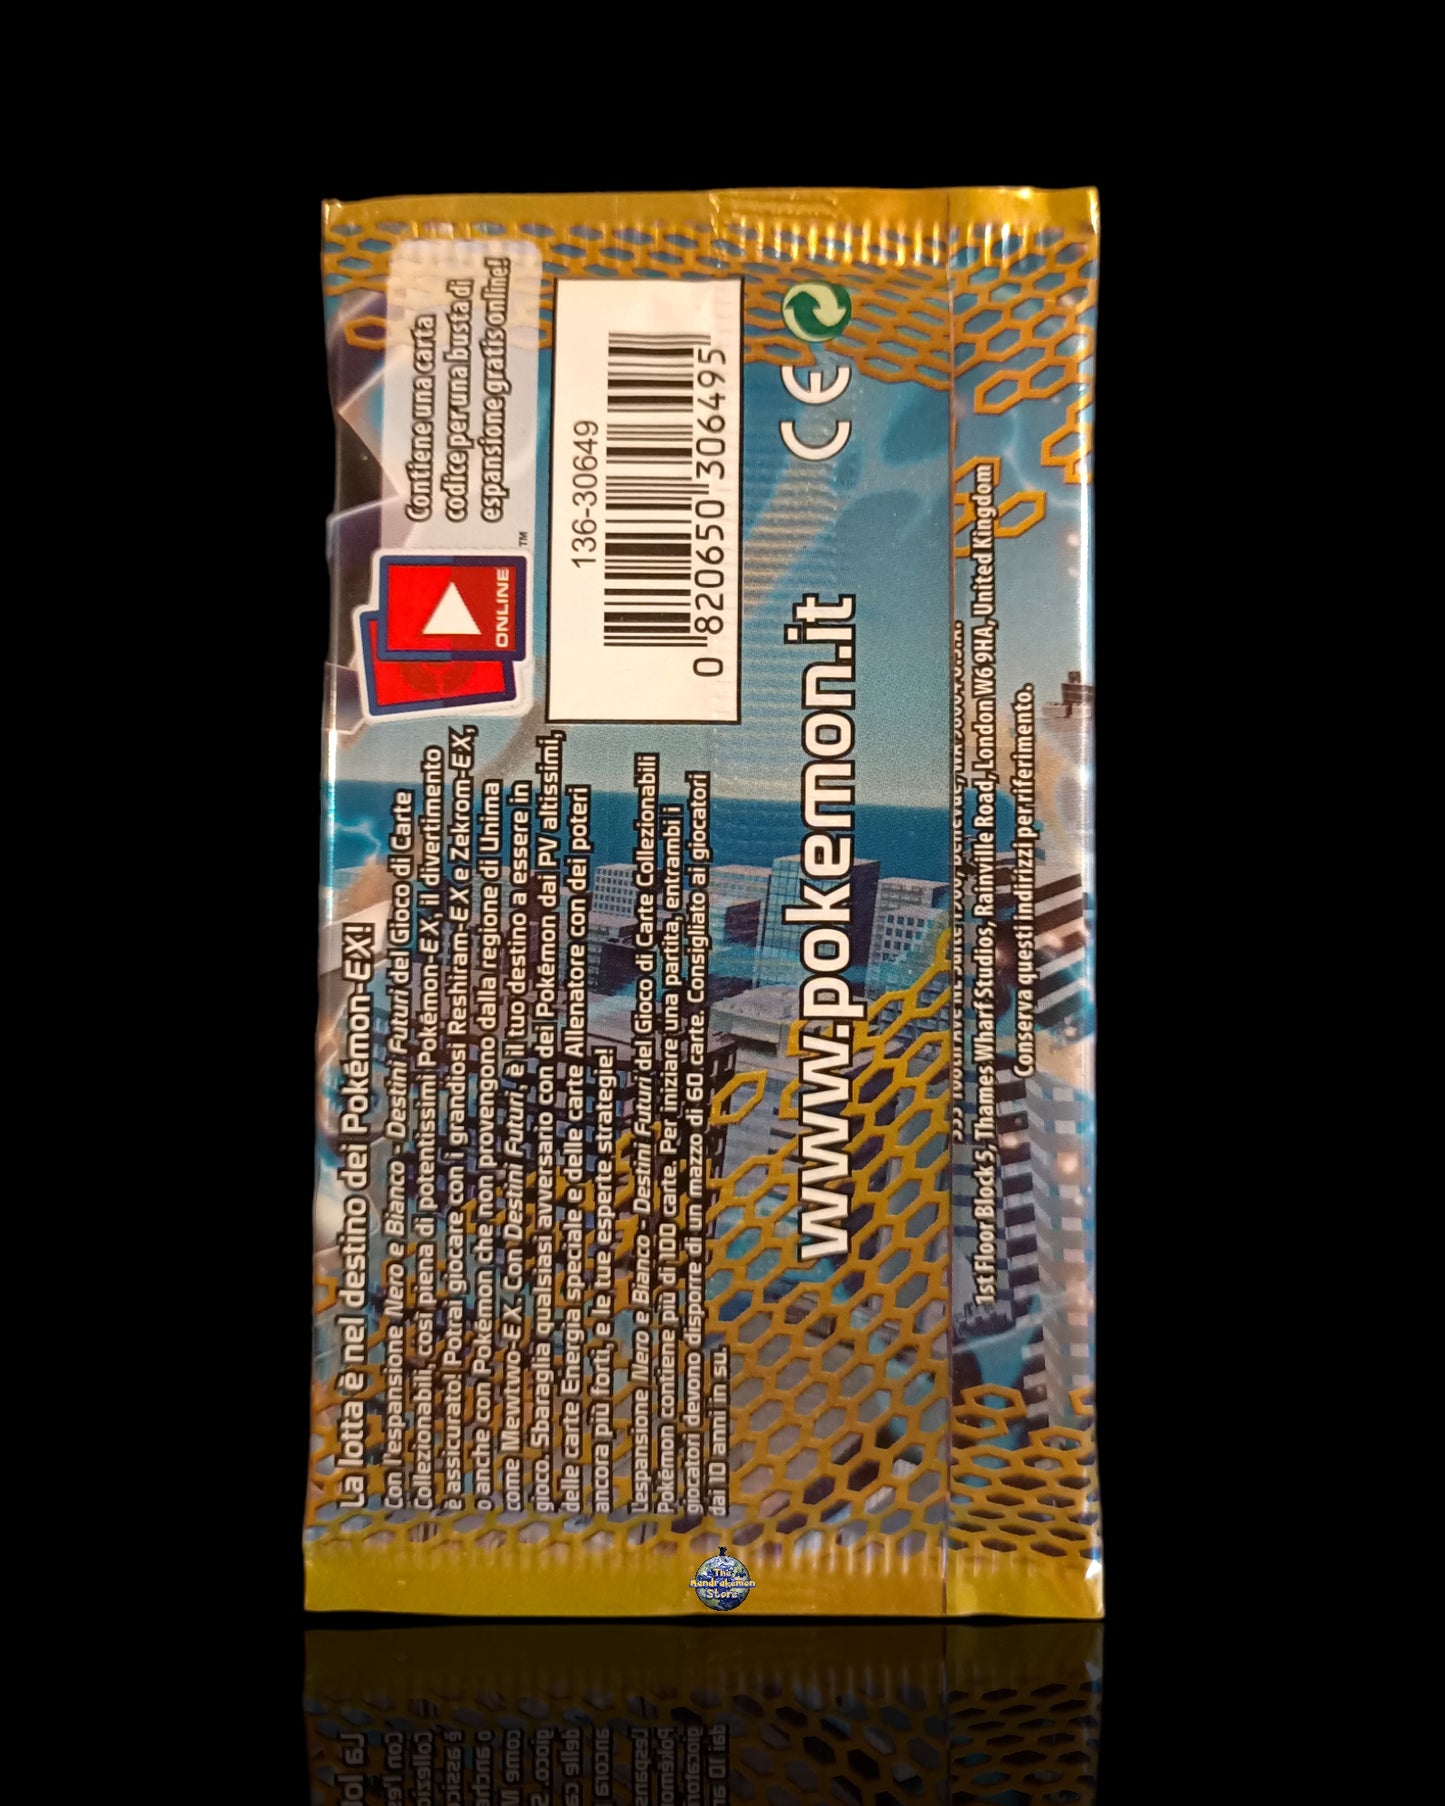 La lotta è nel destino dei Pokémon-EX!
Con l'espansione Nero e Bianco - Destini Futuri del Gioco di Carte
Collezionabili, così piena di potentissimi Pokémon-EX, il divertimento
è assicurato! Potrai giocare con i grandiosi Reshiram-EX e Zekrom-EX,
o anche con Pokémon che non provengono dalla regione di Unima
come Mewtwo-EX. Con Destini Futuri, è il tuo destino a essere in
gioco. Sbaraglia qualsiasi avversario con dei Pokémon dal PV altissimi,
delle carte Energia speciale e delle carte Allenatore con dei poteri
ancora più forti, e le tue esperte strategie!
L'espansione Nero e Bianco - Destini Futuri del Gioco di Carte Collezionabili
Pokémon contiene più di 100 carte. Per iniziare una partita, entrambi i
giocatori devono disporre di un mazzo di 60 carte. Consigliato ai giocatori
dai 10 anni in su.
ONLINE
TM
Contiene una carta
codice per una busta di
espansione gratis online!
136-30649
0 820650 306495
CE
www.pokemon.it
1st Floor Block 5, Thames Wharf Studios, Rainville Road, London W6 9HA, United Kingdom
Conserva questi indirizzi per riferimento.
The
Mandrakemon
Store